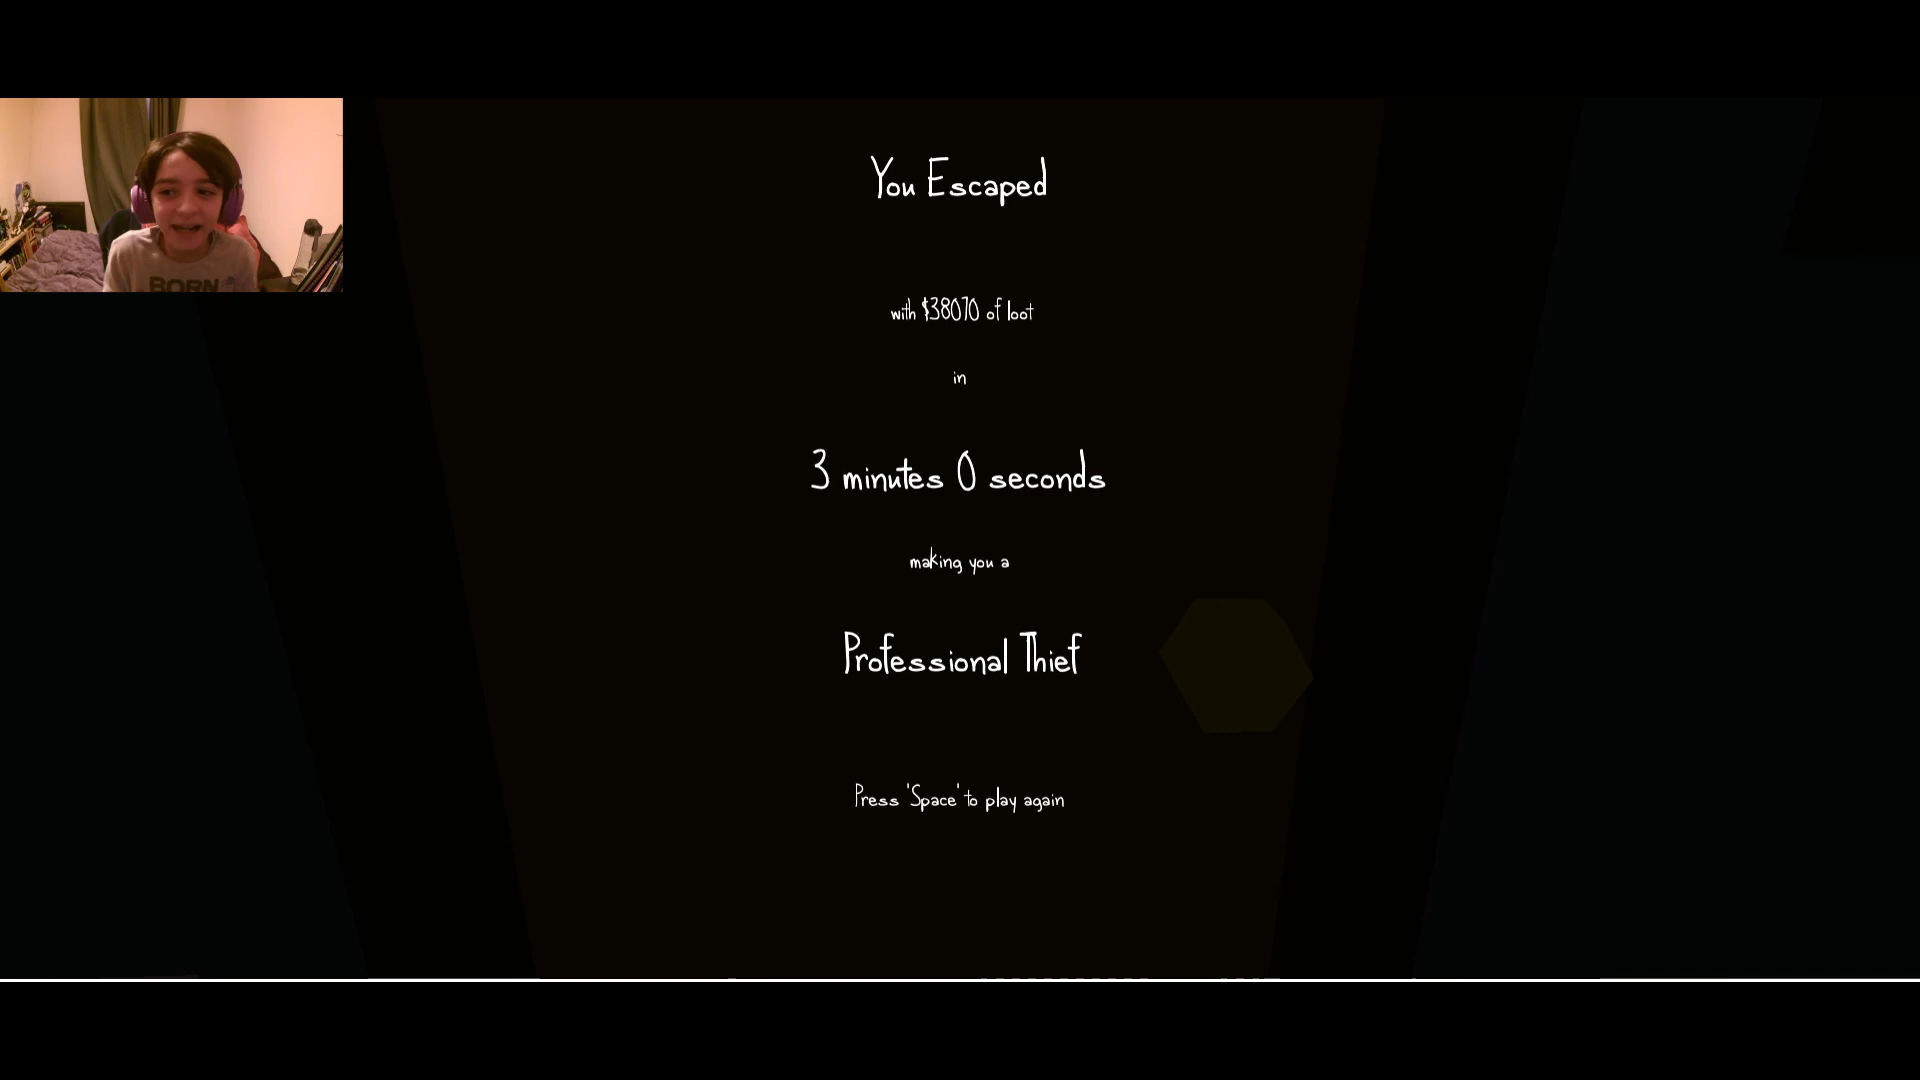 BORN
You Escaped
with $38070 of loot
in
3 minutes 0 seconds
making you a
Professional Thief
Press 'Space' to play again